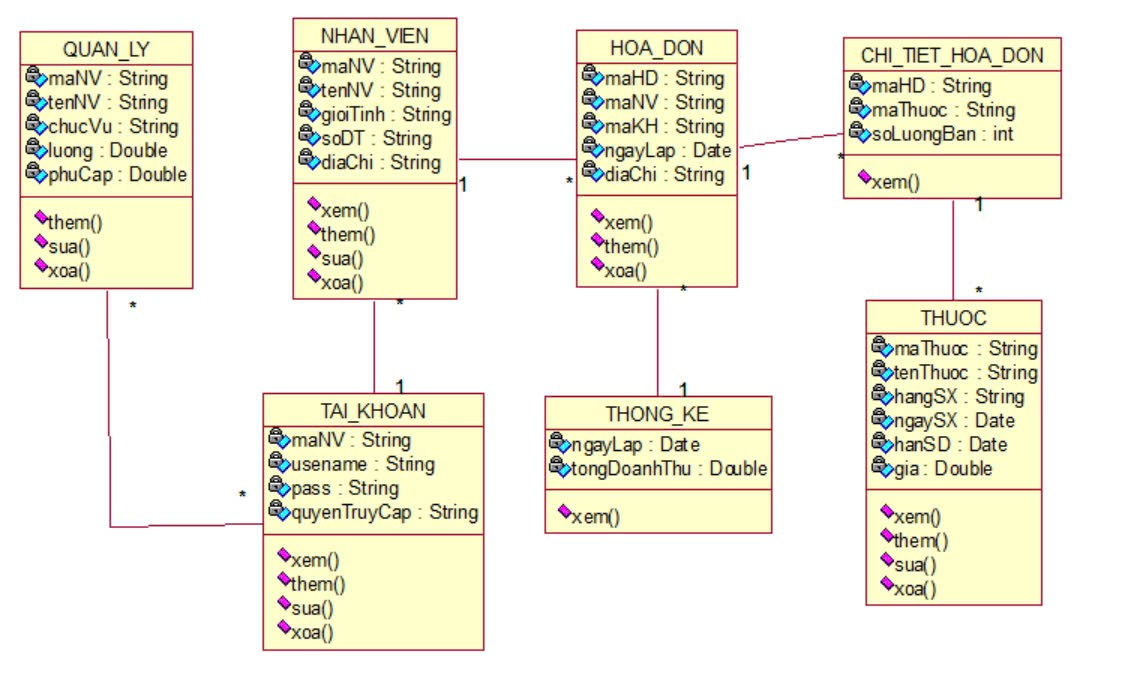 QUAN_LY
maNV : String
tenNV : String
chucVu : String
luong : Double
phuCap : Double
them()
sua()
xoa()
*
NHAN_VIEN
maNV : String
tenNV : String
gioiTinh : String
soDT : String
diaChi : String
xem()
them()
sua()
xoa()
1
*
*
1
HOA_DON
maHD : String
maNV : String
maKH : String
ngayLap : Date
diaChi : String
xem()
them()
xoa()
1
*
*
1
CHI_TIET_HOA_DON
maHD : String
maThuoc : String
soLuongBan : int
xem()
1
*
TAI_KHOAN
maNV : String
usename : String
pass : String
quyenTruyCap : String
xem()
them()
sua()
xoa()
*
THONG_KE
ngayLap : Date
tongDoanhThu : Double
xem()
THUOC
maThuoc : String
tenThuoc : String
hangSX : String
ngaySX : Date
hanSD : Date
gia : Double
xem()
them()
sua()
xoa()